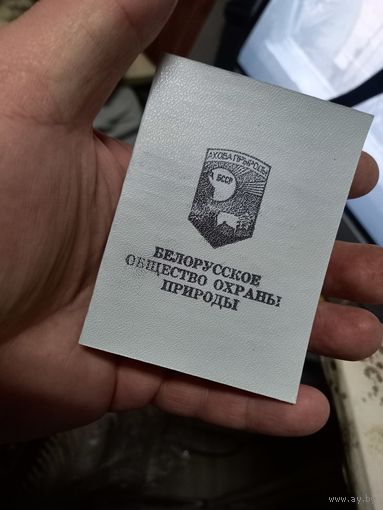 АХОВА ПРЫРОДЫ
БССР
БЕЛОРУССКОЕ
ОБЩЕСТВО ОХРАНЫ
ПРИРОДЫ
www.ay.by